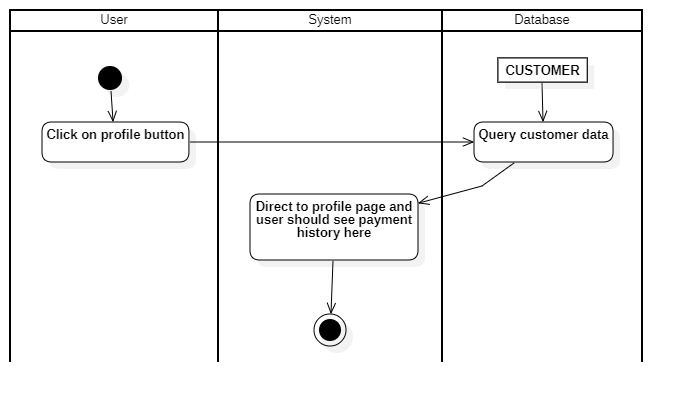 User
System
Database
CUSTOMER
Click on profile button
Query customer data
Direct to profile page and
user should see payment
history here